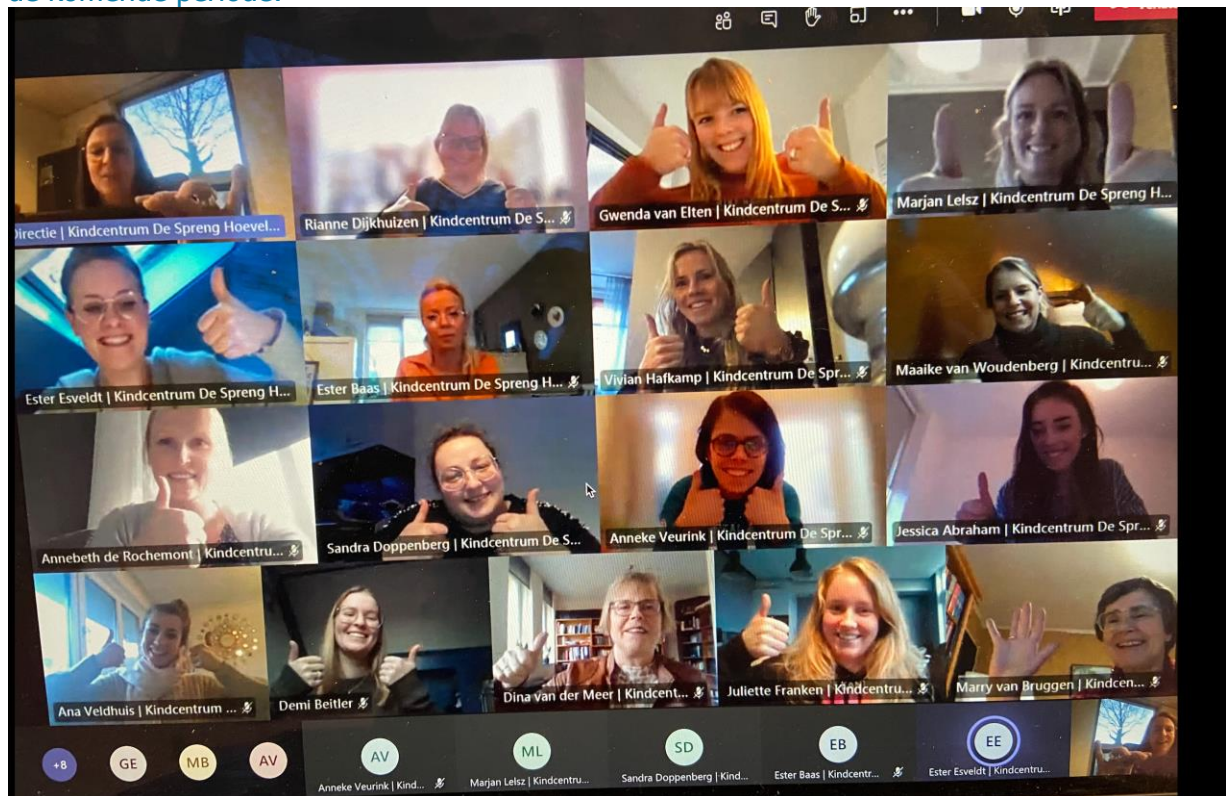 de komende periode.
Directie | Kindcentrum De Spreng Hoevel...
Rianne Dijkhuizen | Kindcentrum De S...
Gwenda van Elten | Kindcentrum De S...
Marjan Lelsz | Kindcentrum De Spreng H...
Ester Esveldt | Kindcentrum De Spreng H...
Ester Baas | Kindcentrum De Spreng H...
Vivian Hafkamp | Kindcentrum De Spr...
Maaike van Woudenberg | Kindcentru...
Annebeth de Rochemont | Kindcentru...
Sandra Doppenberg | Kindcentrum De S...
Anneke Veurink | Kindcentrum De Spr...
Jessica Abraham | Kindcentrum De Spr...
Ana Veldhuis | Kindcentrum ...
Demi Beitler
Dina van der Meer | Kindcent...
Juliette Franken | Kindcentru...
Marry van Bruggen | Kindcen...
+8
GE
MB
AV
AV
Anneke Veurink | Kind...
ML
Marjan Lelsz | Kindcentru...
SD
Sandra Doppenberg | Kind...
EB
Ester Baas | Kindcentr...
EE
Ester Esveldt | Kindcentru...